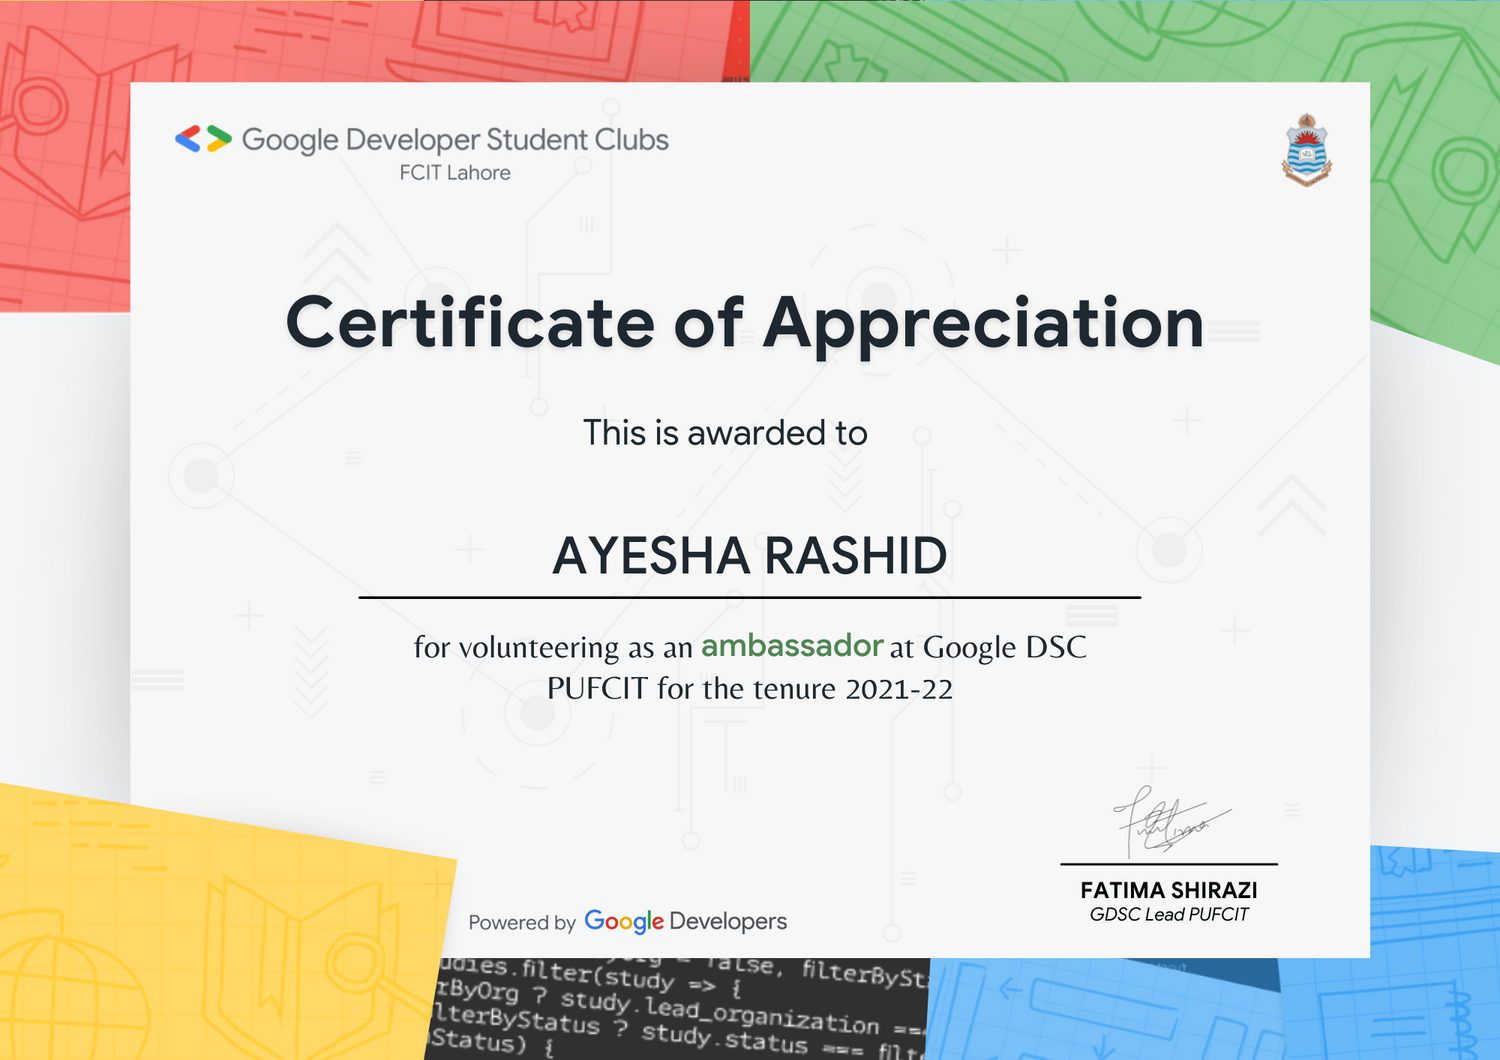 Google Developer Student Clubs
FCIT Lahore
Certificate of Appreciation
This is awarded to
AYESHA RASHID
for volunteering as an ambassador at Google DSC
PUFCIT for the tenure 2021-22
FATIMA SHIRAZI
GDSC Lead PUFCIT
Powered by Google Developers
= false, filterBySt
udies.filter(study => {
rByOrg ? study.lead_organization ==
lterByStatus ? study.status === filt
Status) {